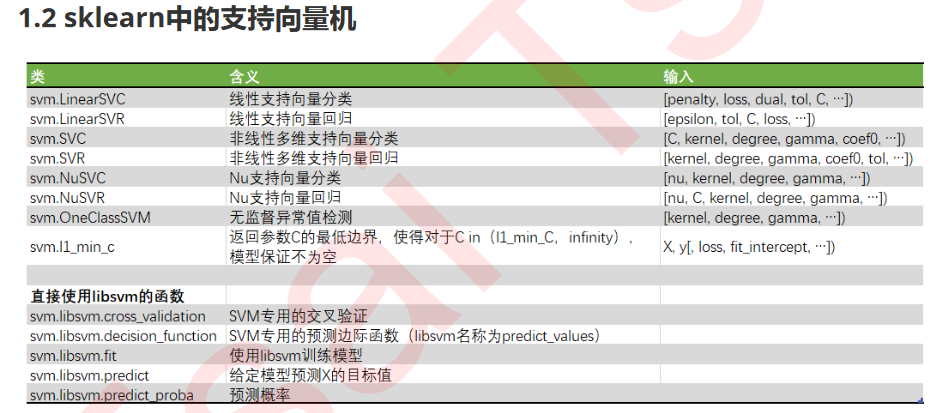 1.2 sklearn中的支持向量机
类 含义 输入
svm.LinearSVC 线性支持向量分类 [penalty, loss, dual, tol, C, ···])
svm.LinearSVR 线性支持向量回归 [epsilon, tol, C, loss, ···])
svm.SVC 非线性多维支持向量分类 [C, kernel, degree, gamma, coef0, ···])
svm.SVR 非线性多维支持向量回归 [kernel, degree, gamma, coef0, tol, ···])
svm.NuSVC Nu支持向量分类 [nu, kernel, degree, gamma, ···])
svm.NuSVR Nu支持向量回归 [nu, C, kernel, degree, gamma, ···])
svm.OneClassSVM 无监督异常值检测 [kernel, degree, gamma, ···])
svm.l1_min_c 返回参数C的最低边界，使得对于C in（l1_min_C，infinity），
模型保证不为空 X, y[, loss, fit_intercept, ···])
直接使用libsvm的函数
svm.libsvm.cross_validation SVM专用的交叉验证
svm.libsvm.decision_function SVM专用的预测边际函数（libsvm名称为predict_values）
svm.libsvm.fit 使用libsvm训练模型
svm.libsvm.predict 给定模型预测X的目标值
svm.libsvm.predict_proba 预测概率